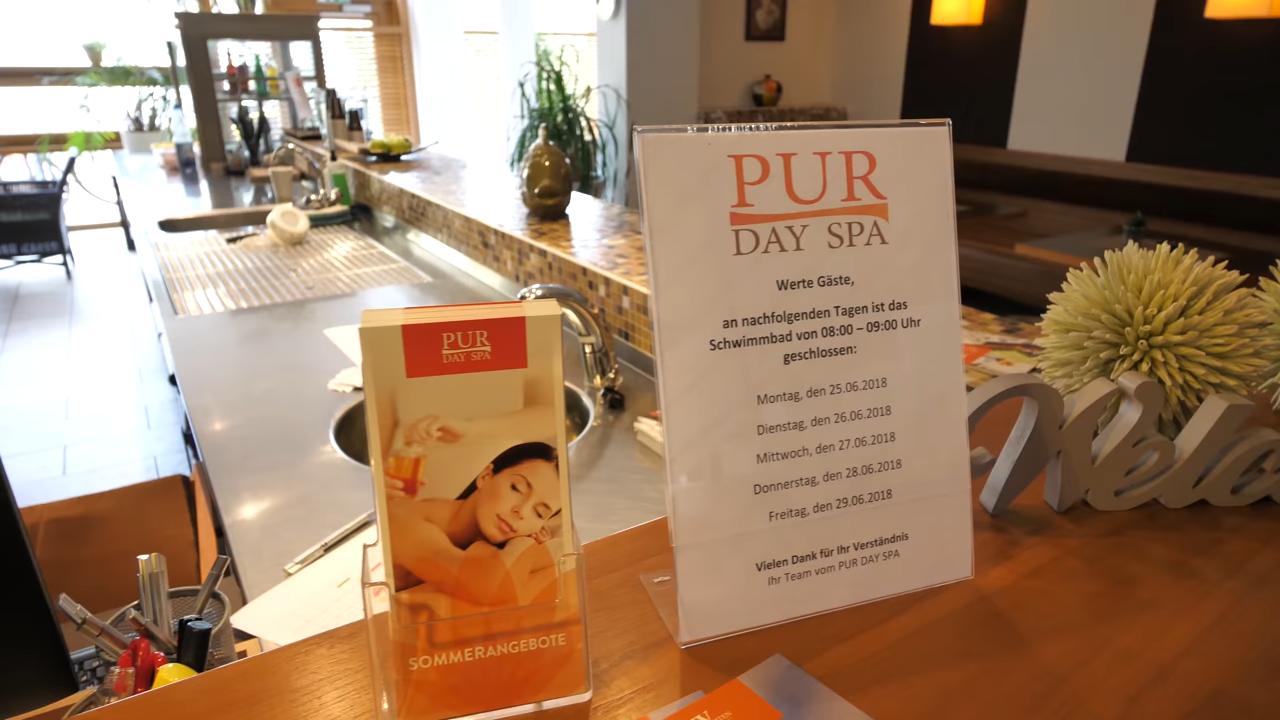 PUR
DAY SPA
Werte Gäste,
an nachfolgenden Tagen ist das
Schwimmbad von 08:00 – 09:00 Uhr
geschlossen:
Montag, den 25.06.2018
Dienstag, den 26.06.2018
Mittwoch, den 27.06.2018
Donnerstag, den 28.06.2018
Freitag, den 29.06.2018
Vielen Dank für Ihr Verständnis
Ihr Team vom PUR DAY SPA
PUR
DAY SPA
SOMMERANGEBOTE